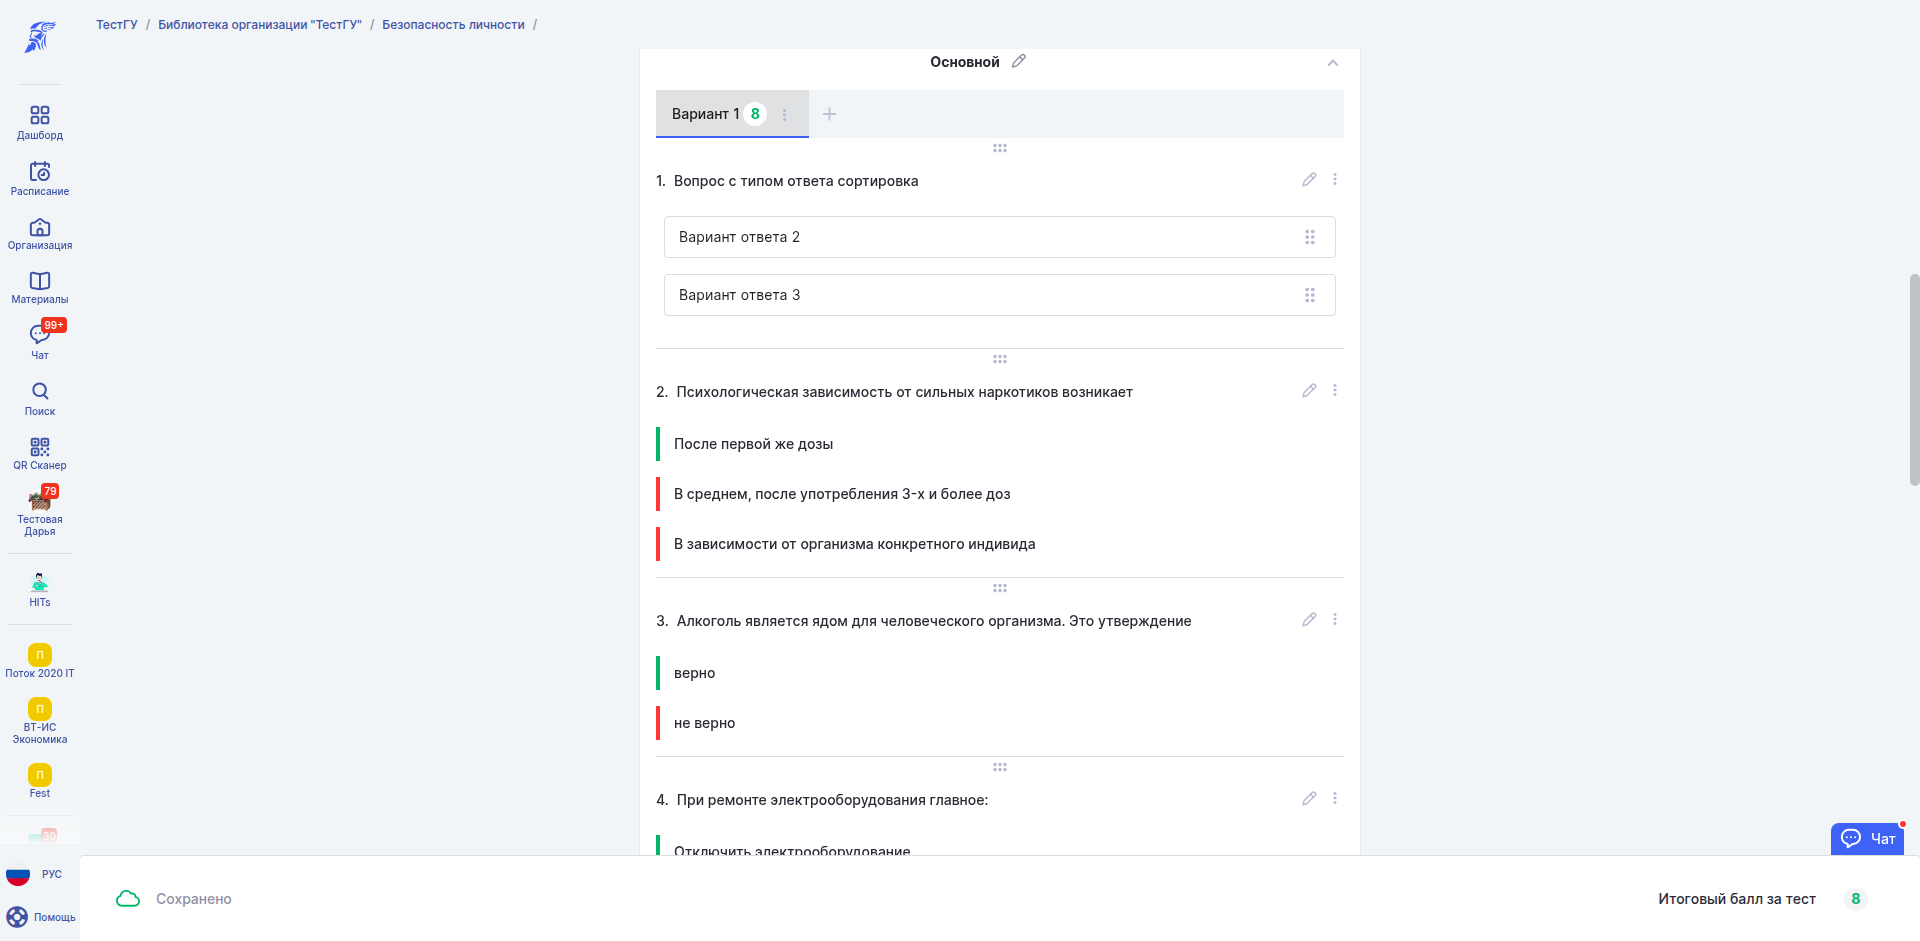 ТестГУ / Библиотека организации "ТестГУ" / Безопасность личности /
Дашборд
Расписание
Организация
Материалы
99+
Чат
Поиск
QR Сканер
79
Тестовая
Дарья
HITs
П
Поток 2020 IT
П
ВТ-ИС
Экономика
П
Fest
30
РУС
Помощь
Основной
Вариант 1 8
1. Вопрос с типом ответа сортировка
Вариант ответа 2
Вариант ответа 3
2. Психологическая зависимость от сильных наркотиков возникает
После первой же дозы
В среднем, после употребления 3-х и более доз
В зависимости от организма конкретного индивида
3. Алкоголь является ядом для человеческого организма. Это утверждение
верно
не верно
4. При ремонте электрооборудования главное:
Отключить электрооборудование
Чат
Сохранено
Итоговый балл за тест 8